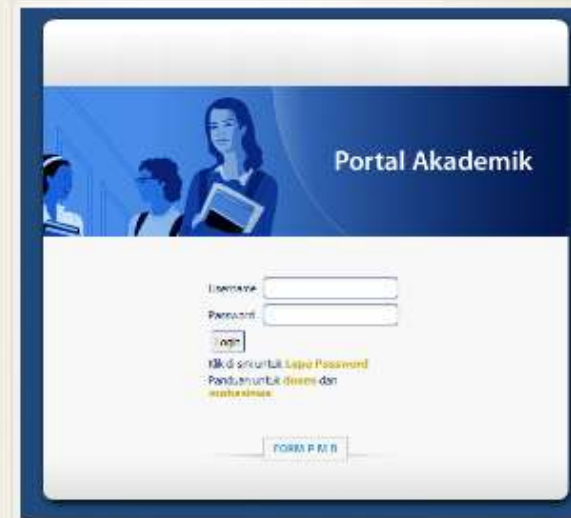 Portal Akademik
Username
Password
Login
Klik di sini untuk Lupa Password
Panduan untuk dosen dan
mahasiswa
FORM P M B